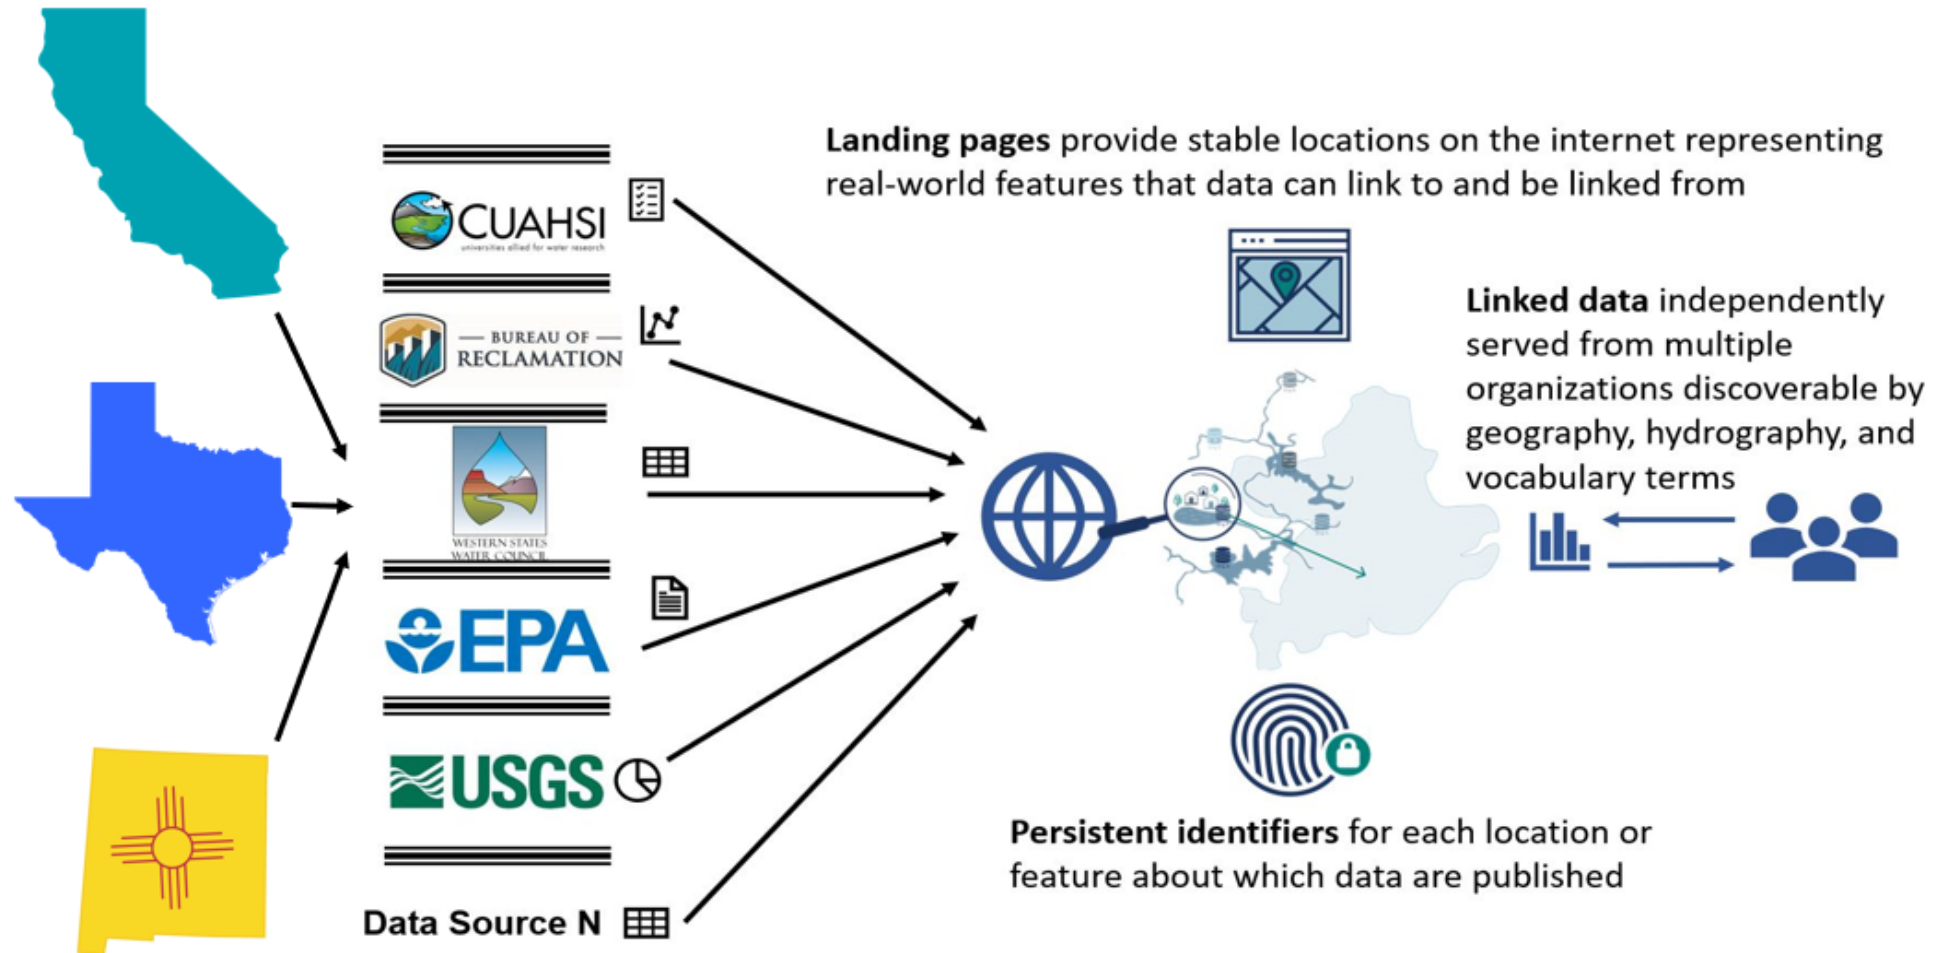 Landing pages provide stable locations on the internet representing
real-world features that data can link to and be linked from
CUAHSI
universities allied for water research
BUREAU OF
RECLAMATION
WESTERN STATES
WATER COUNCIL
EPA
USGS
Data Source N
Linked data independently
served from multiple
organizations discoverable by
geography, hydrography, and
vocabulary terms
Persistent identifiers for each location or
feature about which data are published